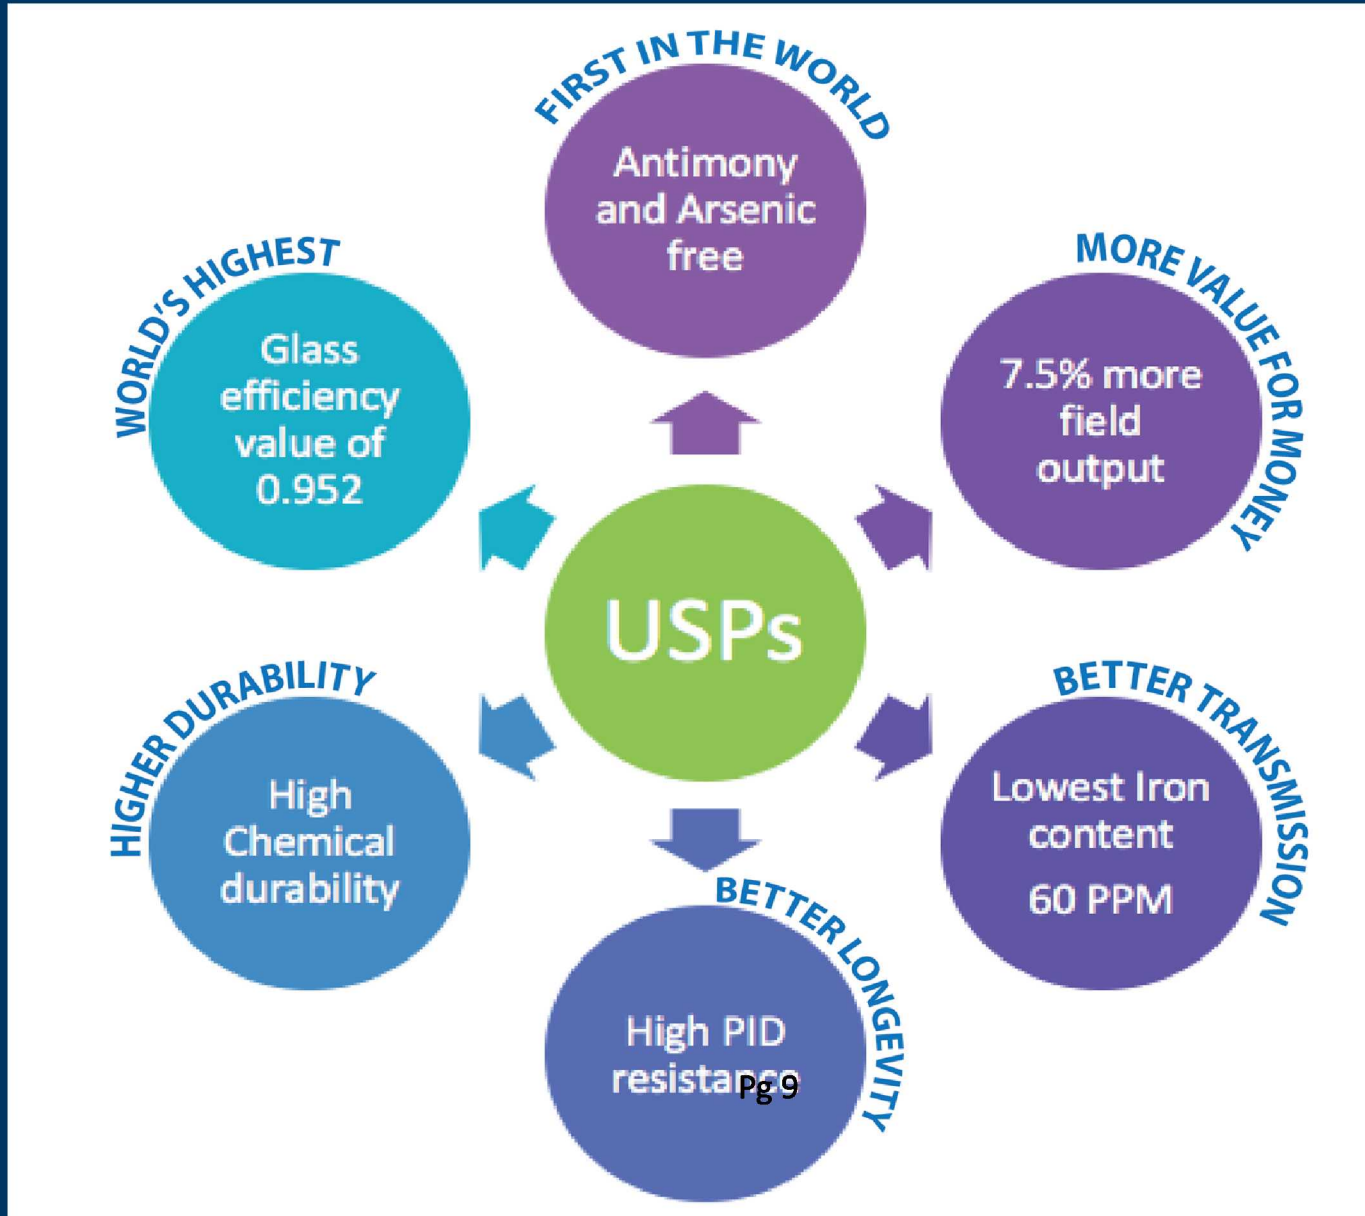 FIRST IN THE WORLD
Antimony
and Arsenic
free
MORE VALUE FOR MONEY
7.5% more
field
output
BETTER TRANSMISSION
Lowest Iron
content
60 PPM
BETTER LONGEVITY
High PID
resistance
Pg 9
HIGHER DURABILITY
High
Chemical
durability
WORLD'S HIGHEST
Glass
efficiency
value of
0.952
USPs